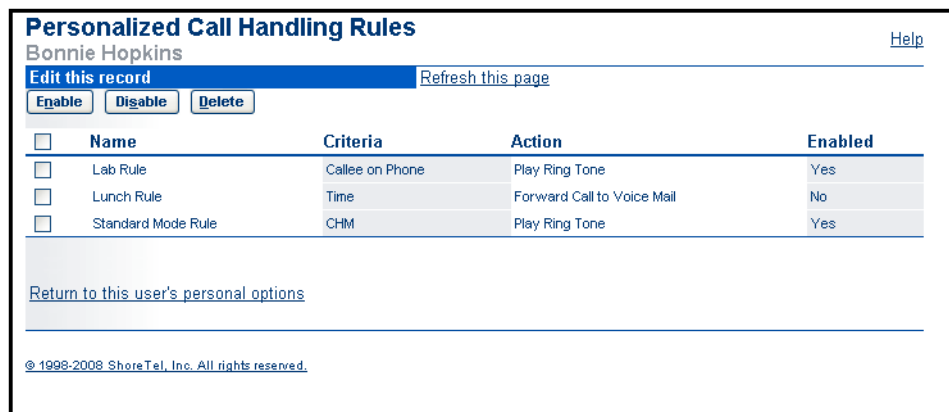 Personalized Call Handling Rules
Help
Bonnie Hopkins
Edit this record Refresh this page
Enable Disable Delete
Name Criteria Action Enabled
Lab Rule Callee on Phone Play Ring Tone Yes
Lunch Rule Time Forward Call to Voice Mail No
Standard Mode Rule CHM Play Ring Tone Yes
Return to this user's personal options
© 1998-2008 ShoreTel, Inc. All rights reserved.